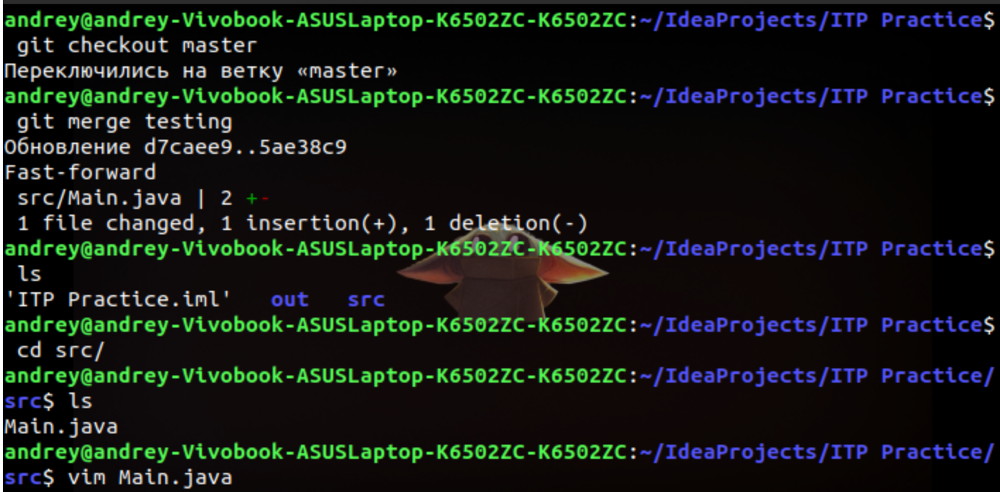 andrey@andrey-Vivobook-ASUSLaptop-K6502ZC-K6502ZC:~/IdeaProjects/ITP Practice$
git checkout master
Переключились на ветку «master»
andrey@andrey-Vivobook-ASUSLaptop-K6502ZC-K6502ZC:~/IdeaProjects/ITP Practice$
git merge testing
Обновление d7caee9..5ae38c9
Fast-forward
src/Main.java | 2 +-
1 file changed, 1 insertion(+), 1 deletion(-)
andrey@andrey-Vivobook-ASUSLaptop-K6502ZC-K6502ZC:~/IdeaProjects/ITP Practice$
ls
'ITP Practice.iml' out src
andrey@andrey-Vivobook-ASUSLaptop-K6502ZC-K6502ZC:~/IdeaProjects/ITP Practice$
cd src/
andrey@andrey-Vivobook-ASUSLaptop-K6502ZC-K6502ZC:~/IdeaProjects/ITP Practice/
src$ ls
Main.java
andrey@andrey-Vivobook-ASUSLaptop-K6502ZC-K6502ZC:~/IdeaProjects/ITP Practice/
src$ vim Main.java